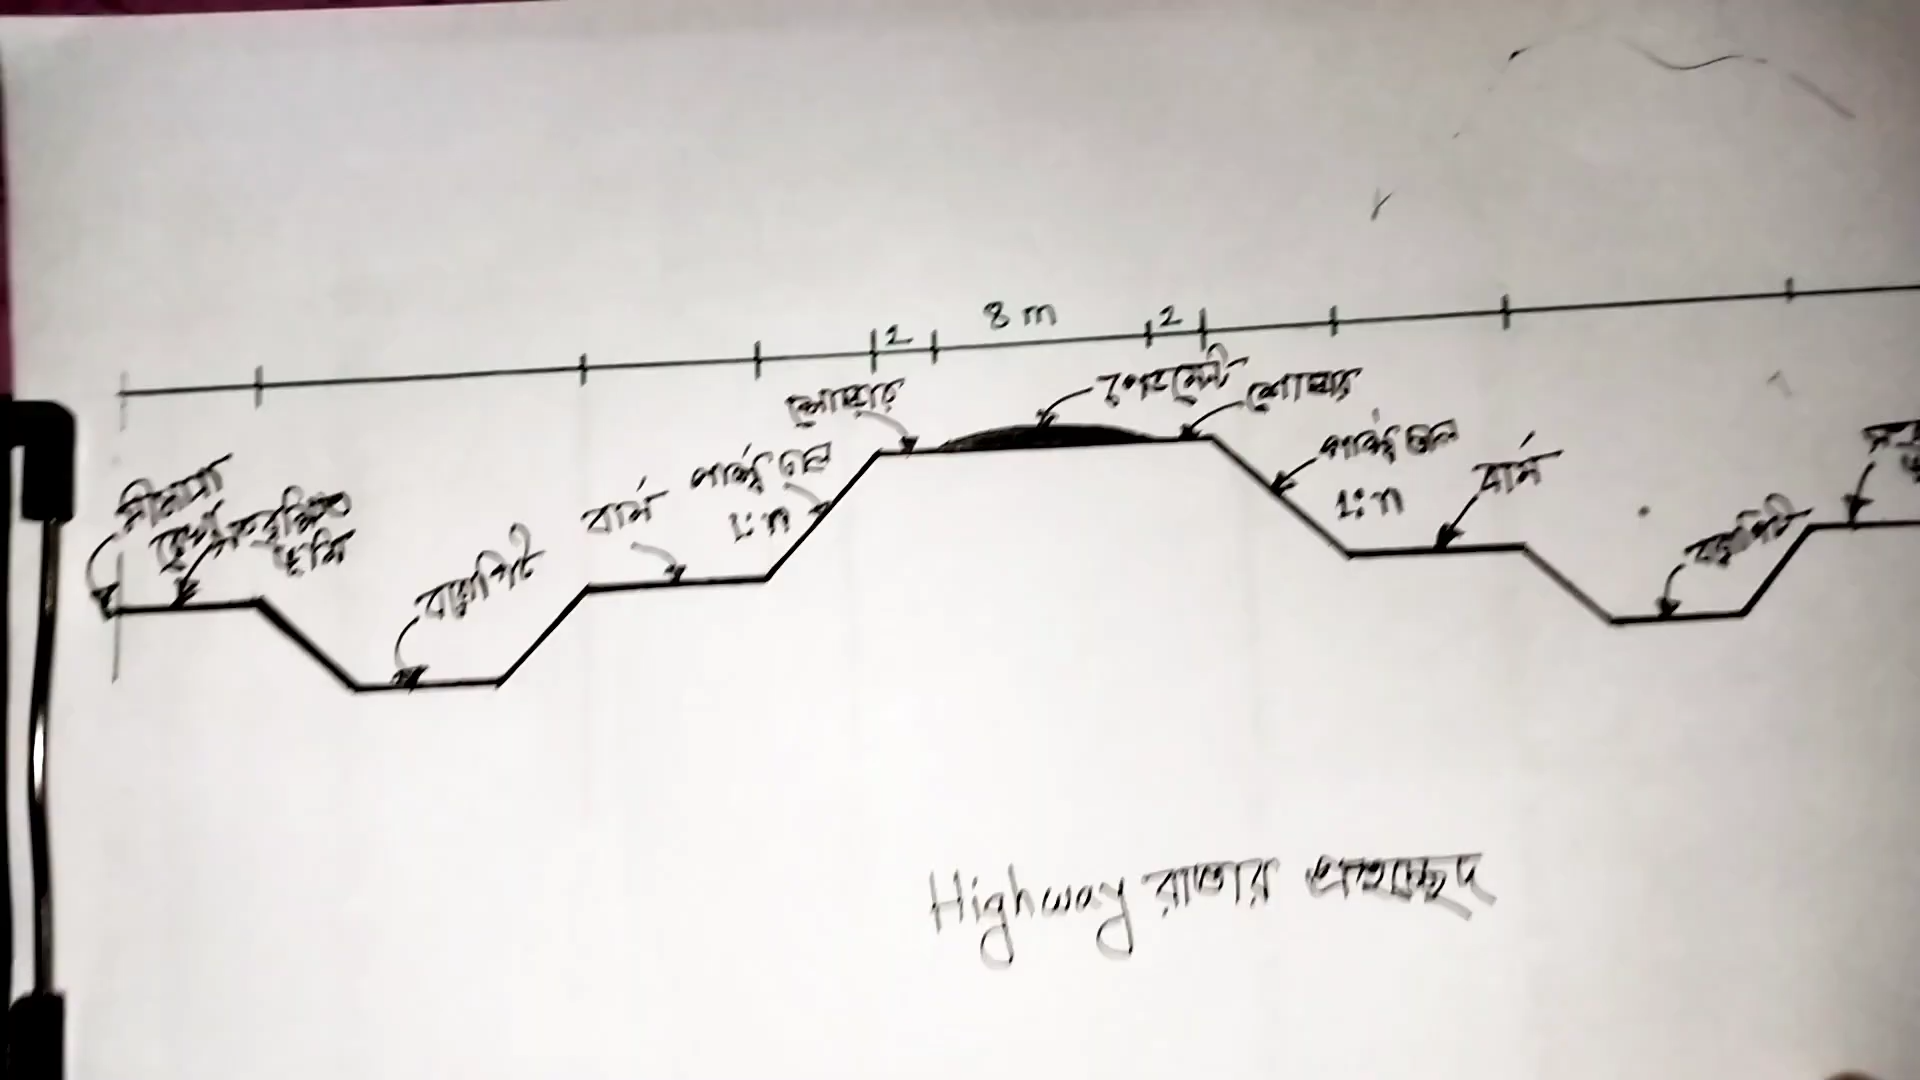 2 8 m 2
শোল্ডার
পেভমেন্ট
শোল্ডার
পার্শ্ব ঢাল
1:n
পার্শ্ব ঢাল
1:n
বার্ম
বার্ম
সীমানা
ভূমি
বরোপিট
বরোপিট
Highway রাস্তার প্রস্থচ্ছেদ